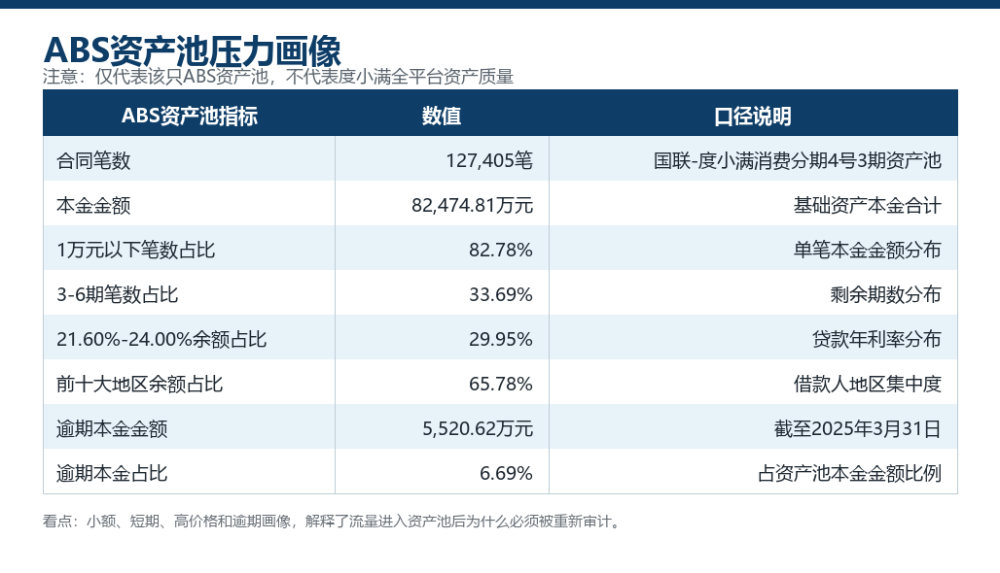 ABS资产池压力画像
注意：仅代表该只ABS资产池，不代表度小满全平台资产质量
ABS资产池指标 数值 口径说明
合同笔数 127,405笔 国联-度小满消费分期4号3期资产池
本金金额 82,474.81万元 基础资产本金合计
1万元以下笔数占比 82.78% 单笔本金金额分布
3-6期笔数占比 33.69% 剩余期数分布
21.60%-24.00%余额占比 29.95% 贷款年利率分布
前十大地区余额占比 65.78% 借款人地区集中度
逾期本金金额 5,520.62万元 截至2025年3月31日
逾期本金占比 6.69% 占资产池本金金额比例
看点：小额、短期、高价格和逾期画像，解释了流量进入资产池后为什么必须被重新审计。